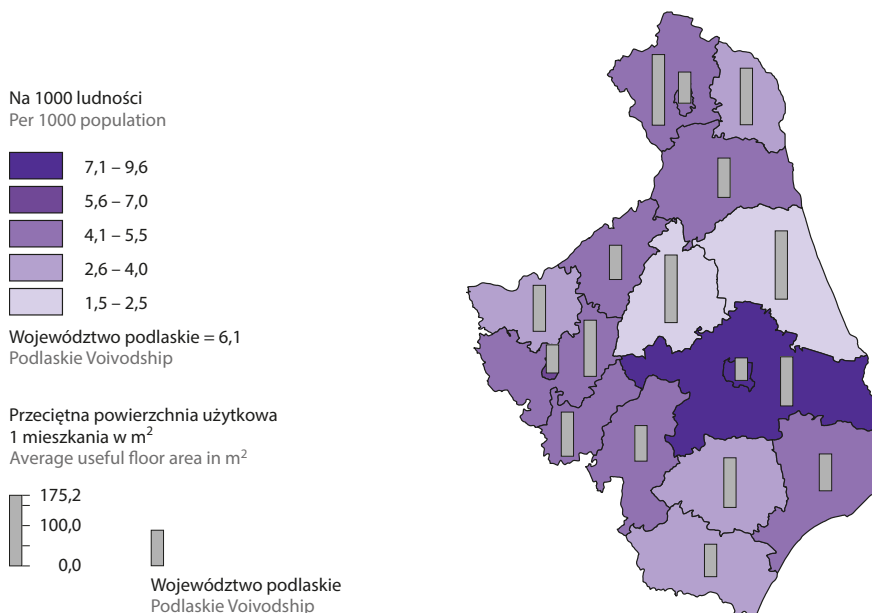 Na 1000 ludności
Per 1000 population
7,1 – 9,6
5,6 – 7,0
4,1 – 5,5
2,6 – 4,0
1,5 – 2,5
Województwo podlaskie = 6,1
Podlaskie Voivodship
Przeciętna powierzchnia użytkowa
1 mieszkania w m²
Average useful floor area in m²
175,2
100,0
0,0
Województwo podlaskie
Podlaskie Voivodship